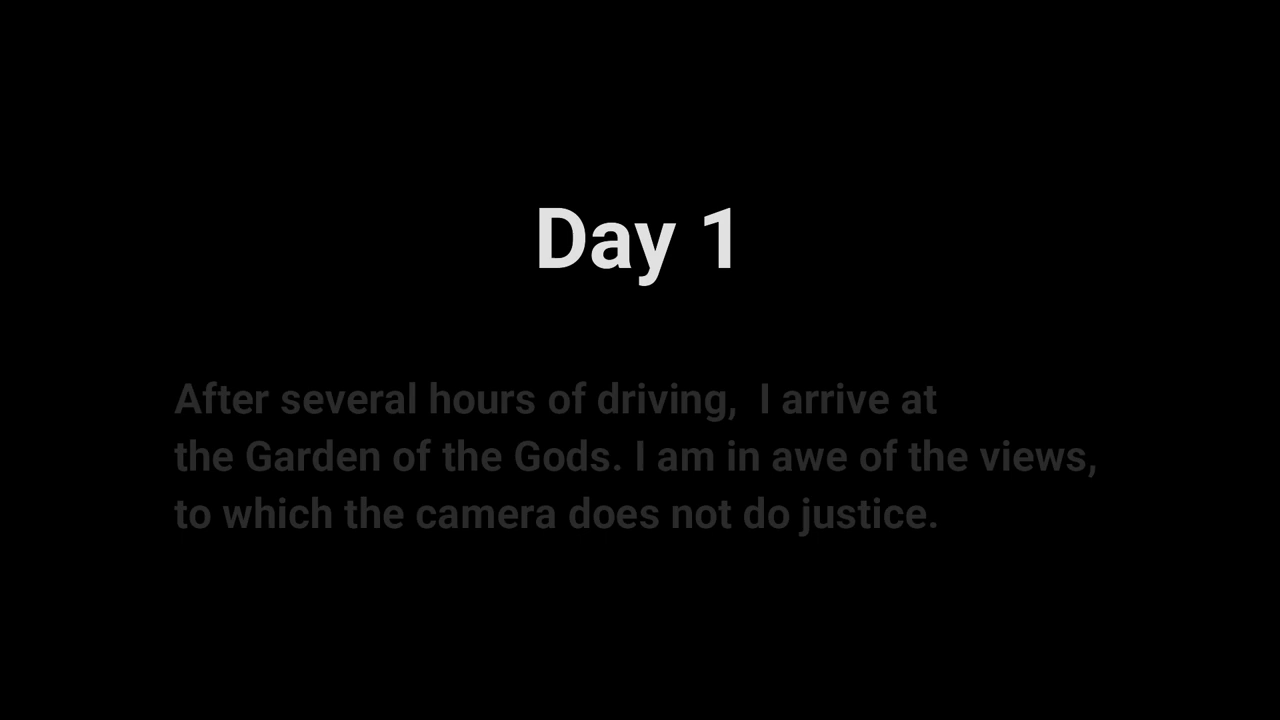 Day 1
After several hours of driving,  I arrive at
the Garden of the Gods. I am in awe of the views,
to which the camera does not do justice.